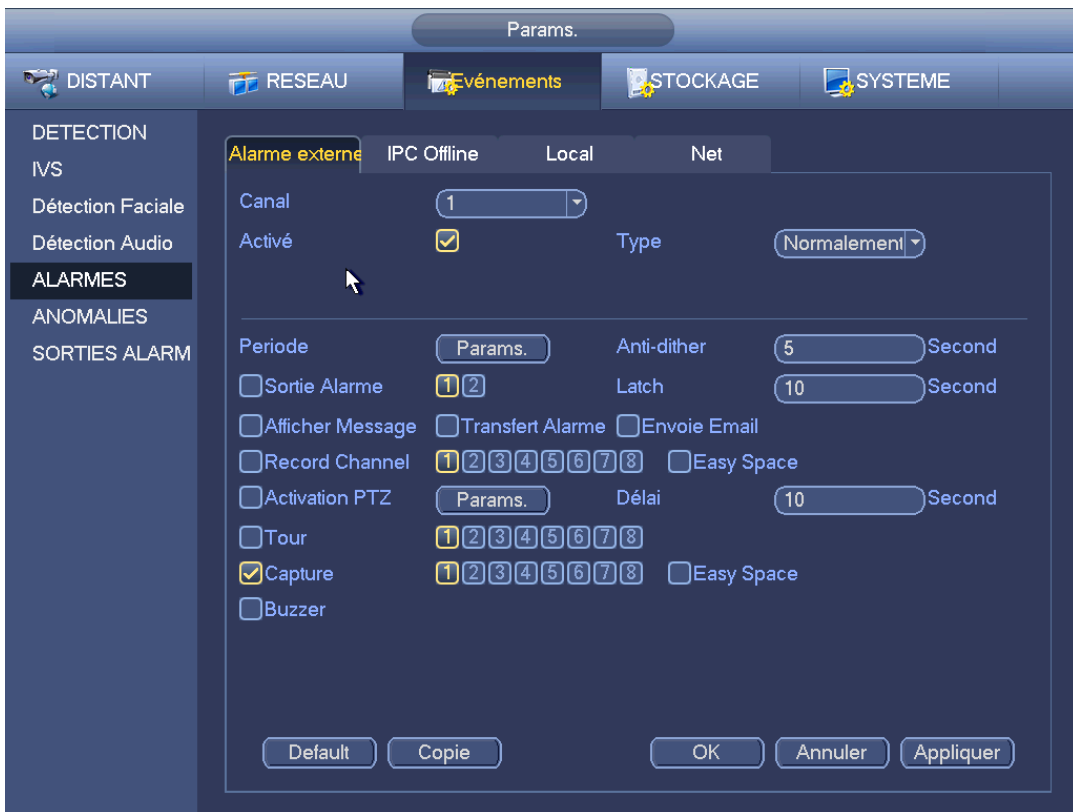 Params.
DISTANT RESEAU Evénements STOCKAGE SYSTEME
DETECTION
IVS
Détection Faciale
Détection Audio
ALARMES
ANOMALIES
SORTIES ALARM
Alarme externe IPC Offline Local Net
Canal 1
Activé Type Normalement
Periode Params. Anti-dither 5 Second
Sortie Alarme 1 2 Latch 10 Second
Afficher Message Transfert Alarme Envoie Email
Record Channel 1 2 3 4 5 6 7 8 Easy Space
Activation PTZ Params. Délai 10 Second
Tour 1 2 3 4 5 6 7 8
Capture 1 2 3 4 5 6 7 8 Easy Space
Buzzer
Default Copie OK Annuler Appliquer